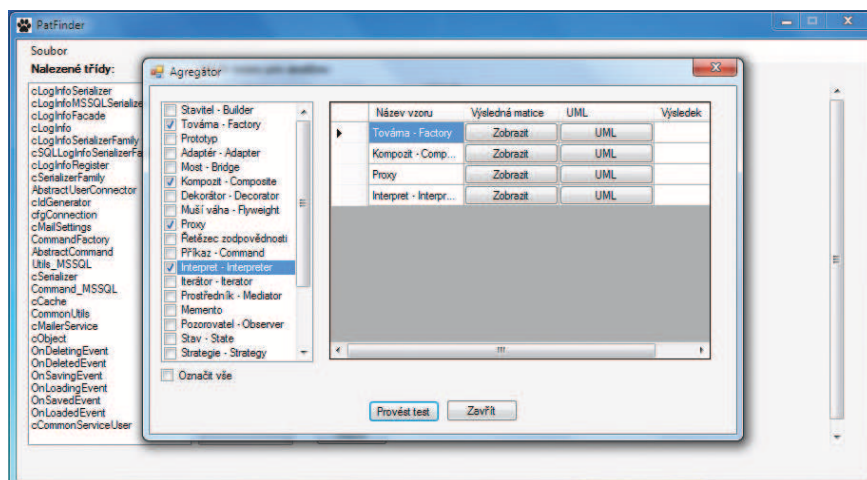 PatFinder
Soubor
Nalezené třídy:
cLogInfoSerializer
cLogInfoMSSQLSerialize
cLogInfoFacade
cLogInfo
cLogInfoSerializerFamily
cSQLLogInfoSerializerFa
cLogInfoRegister
cSerializerFamily
AbstractUserConnector
cIdGenerator
cfgConnection
cMailSettings
CommandFactory
AbstractCommand
Utils_MSSQL
cSerializer
Command_MSSQL
cCache
CommonUtils
cMailerService
cObject
OnDeletingEvent
OnDeletedEvent
OnSavingEvent
OnLoadingEvent
OnSavedEvent
OnLoadedEvent
cCommonServiceUser
Agregátor
Stavitel - Builder
Továrna - Factory
Prototyp
Adaptér - Adapter
Most - Bridge
Kompozit - Composite
Dekorátor - Decorator
Muší váha - Flyweight
Proxy
Řetězec zodpovědnosti
Příkaz - Command
Interpret - Interpreter
Iterátor - Iterator
Prostředník - Mediator
Memento
Pozorovatel - Observer
Stav - State
Strategie - Strategy
Označit vše
Název vzoru Výsledná matice UML Výsledek
Továrna - Factory Zobrazit UML
Kompozit - Comp... Zobrazit UML
Proxy Zobrazit UML
Interpret - Interpr... Zobrazit UML
Provést test Zavřít